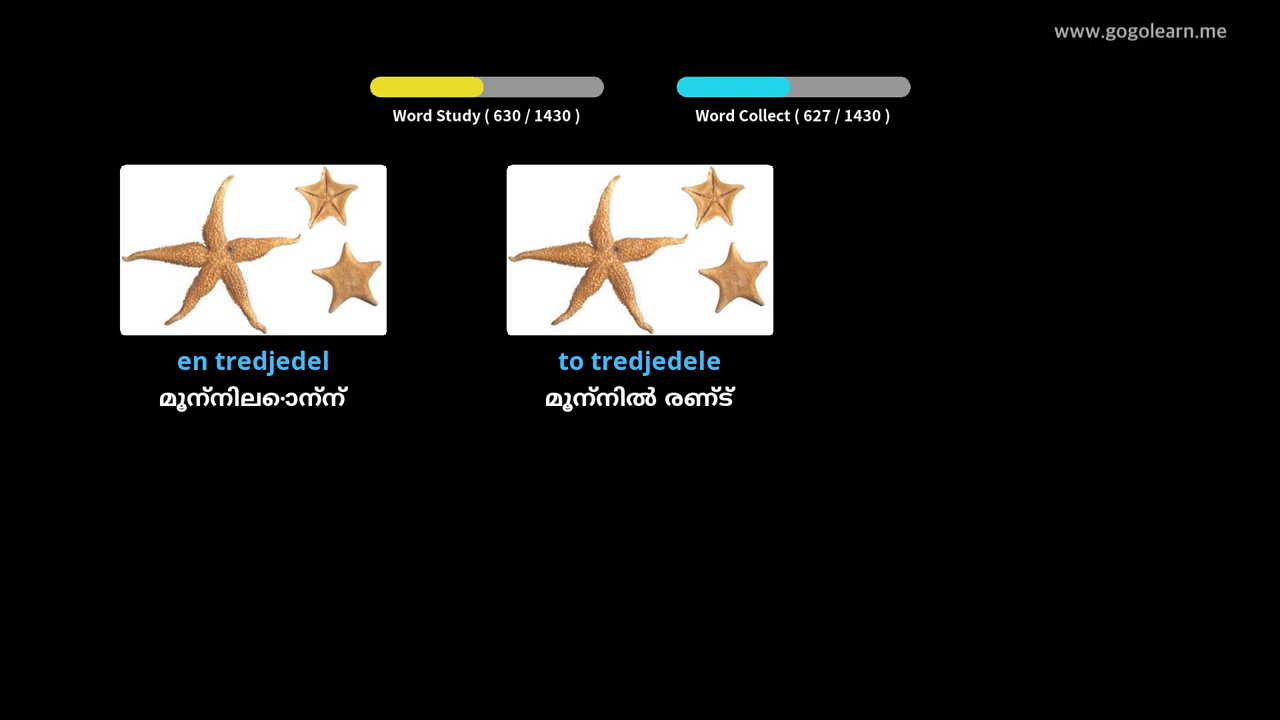 www.gogolearn.me
Word Study ( 630 / 1430 )
Word Collect ( 627 / 1430 )
en tredjedel
മൂന്നിലൊന്ന്
to tredjedele
മൂന്നിൽ രണ്ട്